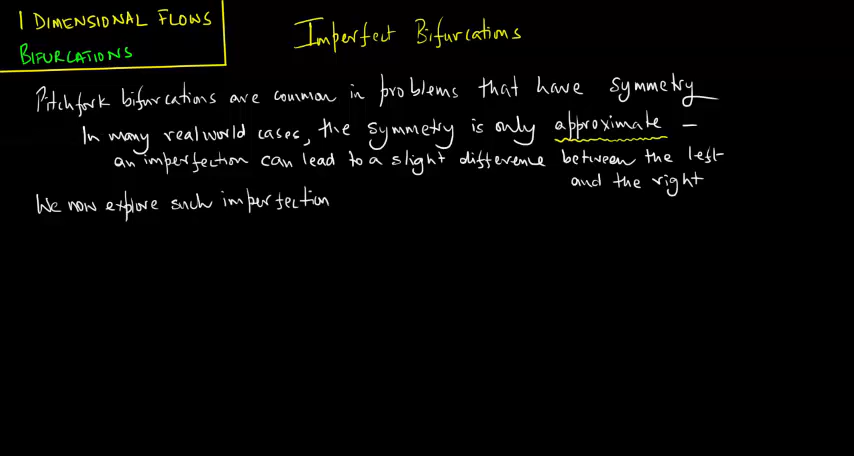 1 DIMENSIONAL FLOWS
BIFURCATIONS
Imperfect Bifurcations
Pitchfork bifurcations are common in problems that have symmetry
In many real world cases, the symmetry is only approximate –
an imperfection can lead to a slight difference between the left
and the right
We now explore such imperfection